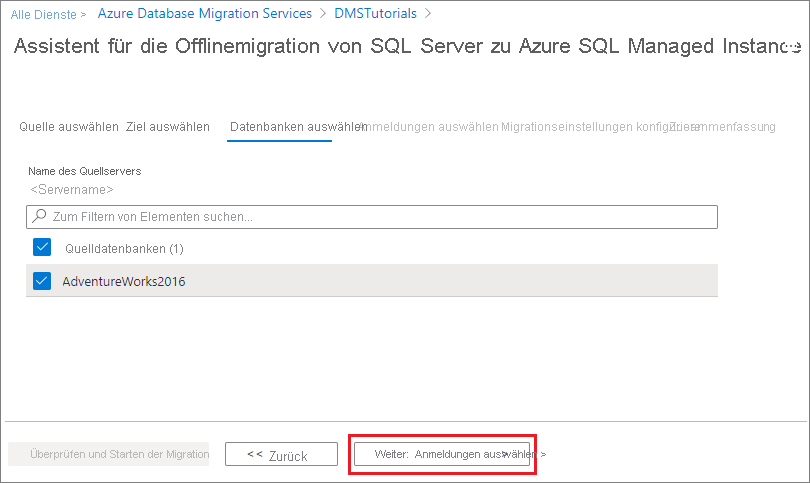 Alle Dienste > Azure Database Migration Services > DMSTutorials >
Assistent für die Offlinemigration von SQL Server zu Azure SQL Managed Instance
Quelle auswählen Ziel auswählen Datenbanken auswählen Anmeldungen auswählen Migrationseinstellungen konfigurieren Zusammenfassung
Name des Quellservers
<Servername>
Zum Filtern von Elementen suchen...
Quelldatenbanken (1)
AdventureWorks2016
Überprüfen und Starten der Migration << Zurück Weiter: Anmeldungen auswählen >